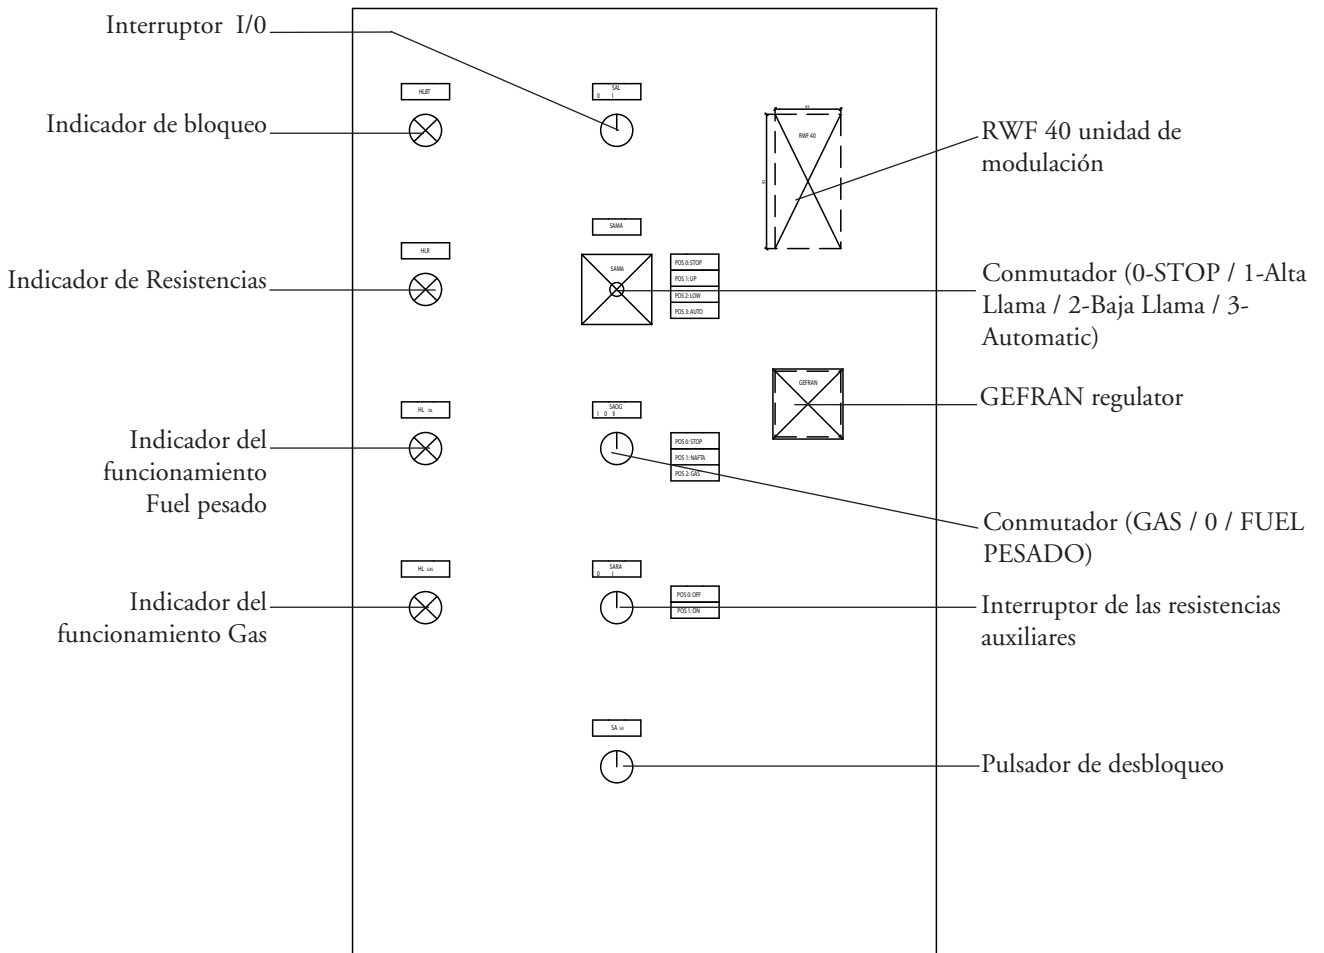 Interruptor I/0
Indicador de bloqueo
Indicador de Resistencias
Indicador del
funcionamiento
Fuel pesado
Indicador del
funcionamiento Gas
HLBT
HLR
HL OIL
HL GAS
SAL
0 I
SAMA
SAMA
POS 0: STOP
POS 1: UP
POS 2: LOW
POS 3: AUTO
SAOG
I 0 II
POS 0: STOP
POS 1: NAFTA
POS 2: GAS
SARA
0 I
POS 0: OFF
POS 1: ON
SA SR
RWF 40
GEFRAN
RWF 40 unidad de
modulación
Conmutador (0-STOP / 1-Alta
Llama / 2-Baja Llama / 3-
Automatic)
GEFRAN regulator
Conmutador (GAS / 0 / FUEL
PESADO)
Interruptor de las resistencias
auxiliares
Pulsador de desbloqueo